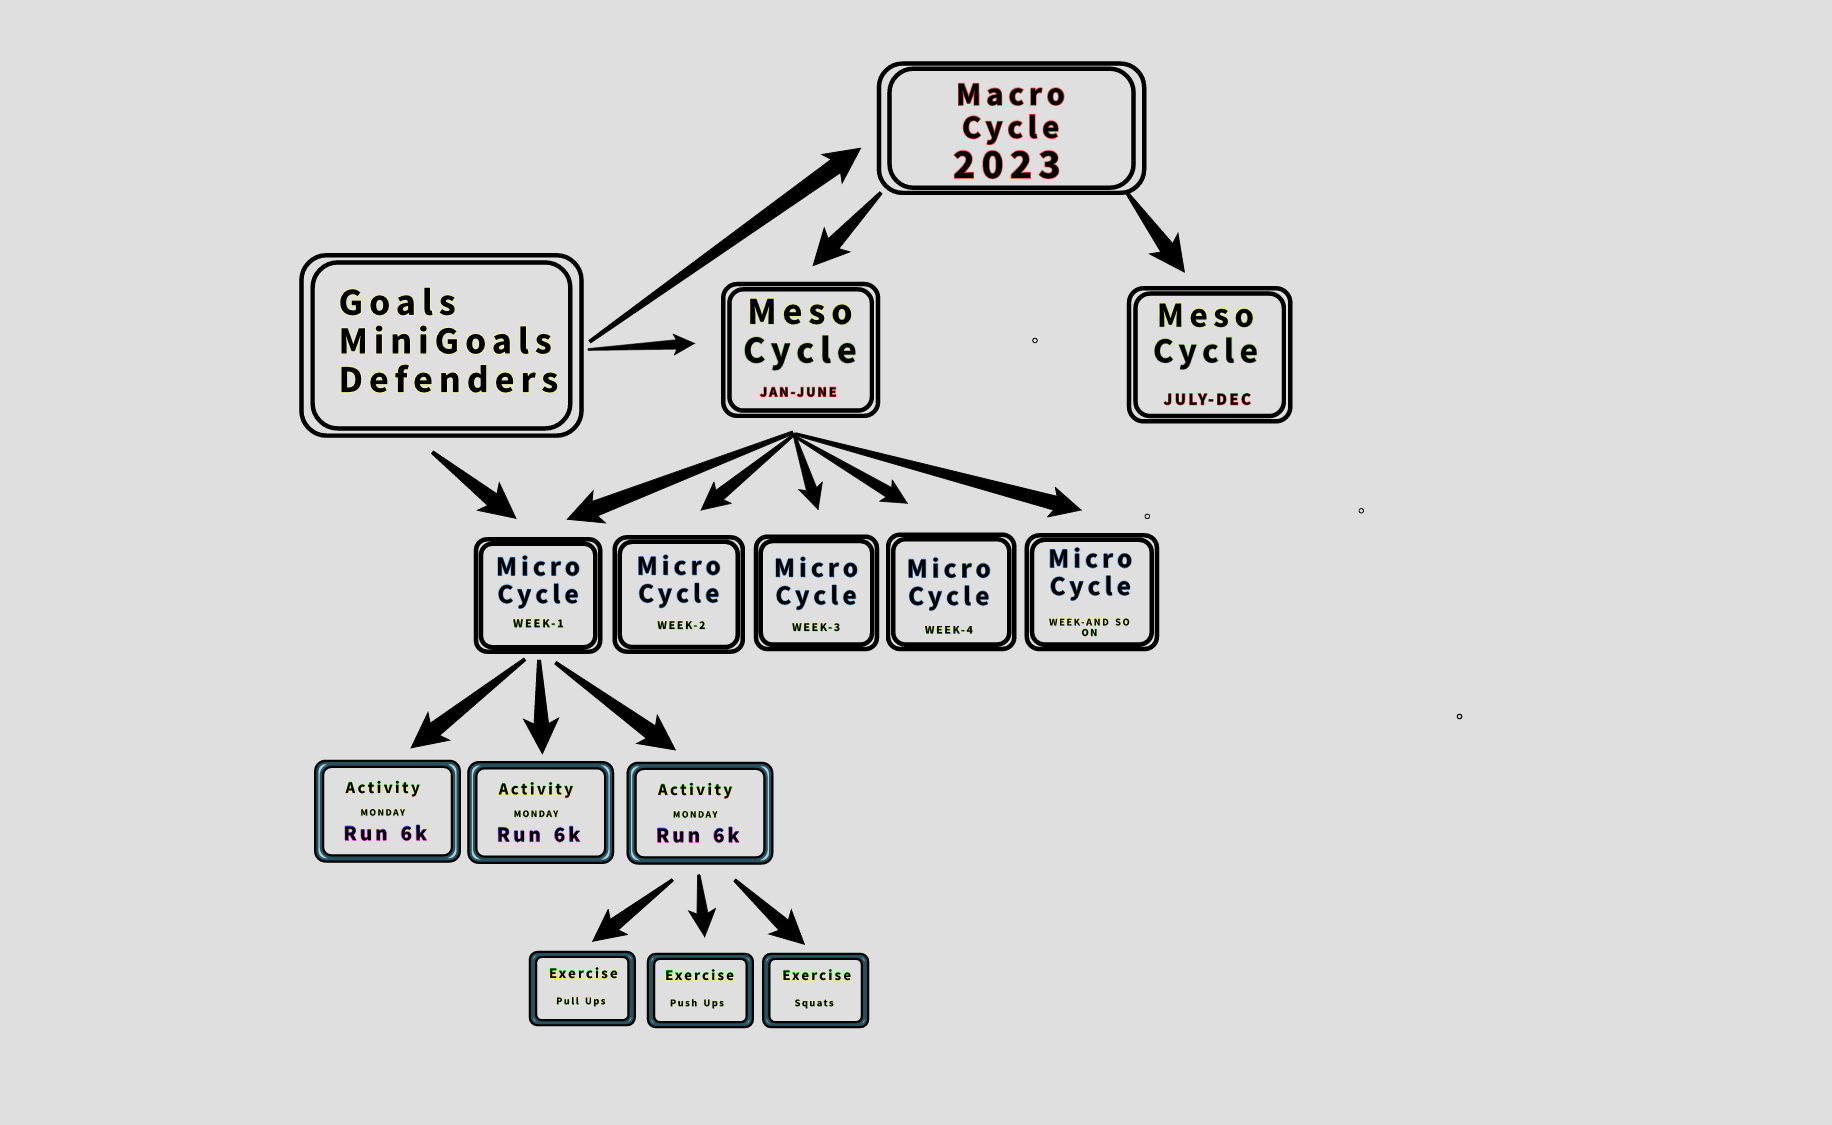 Macro
Cycle
2023
Goals
MiniGoals
Defenders
Meso
Cycle
JAN-JUNE
Meso
Cycle
JULY-DEC
Micro
Cycle
WEEK-1
Micro
Cycle
WEEK-2
Micro
Cycle
WEEK-3
Micro
Cycle
WEEK-4
Micro
Cycle
WEEK-AND SO
ON
Activity
MONDAY
Run 6k
Activity
MONDAY
Run 6k
Activity
MONDAY
Run 6k
Exercise
Pull Ups
Exercise
Push Ups
Exercise
Squats